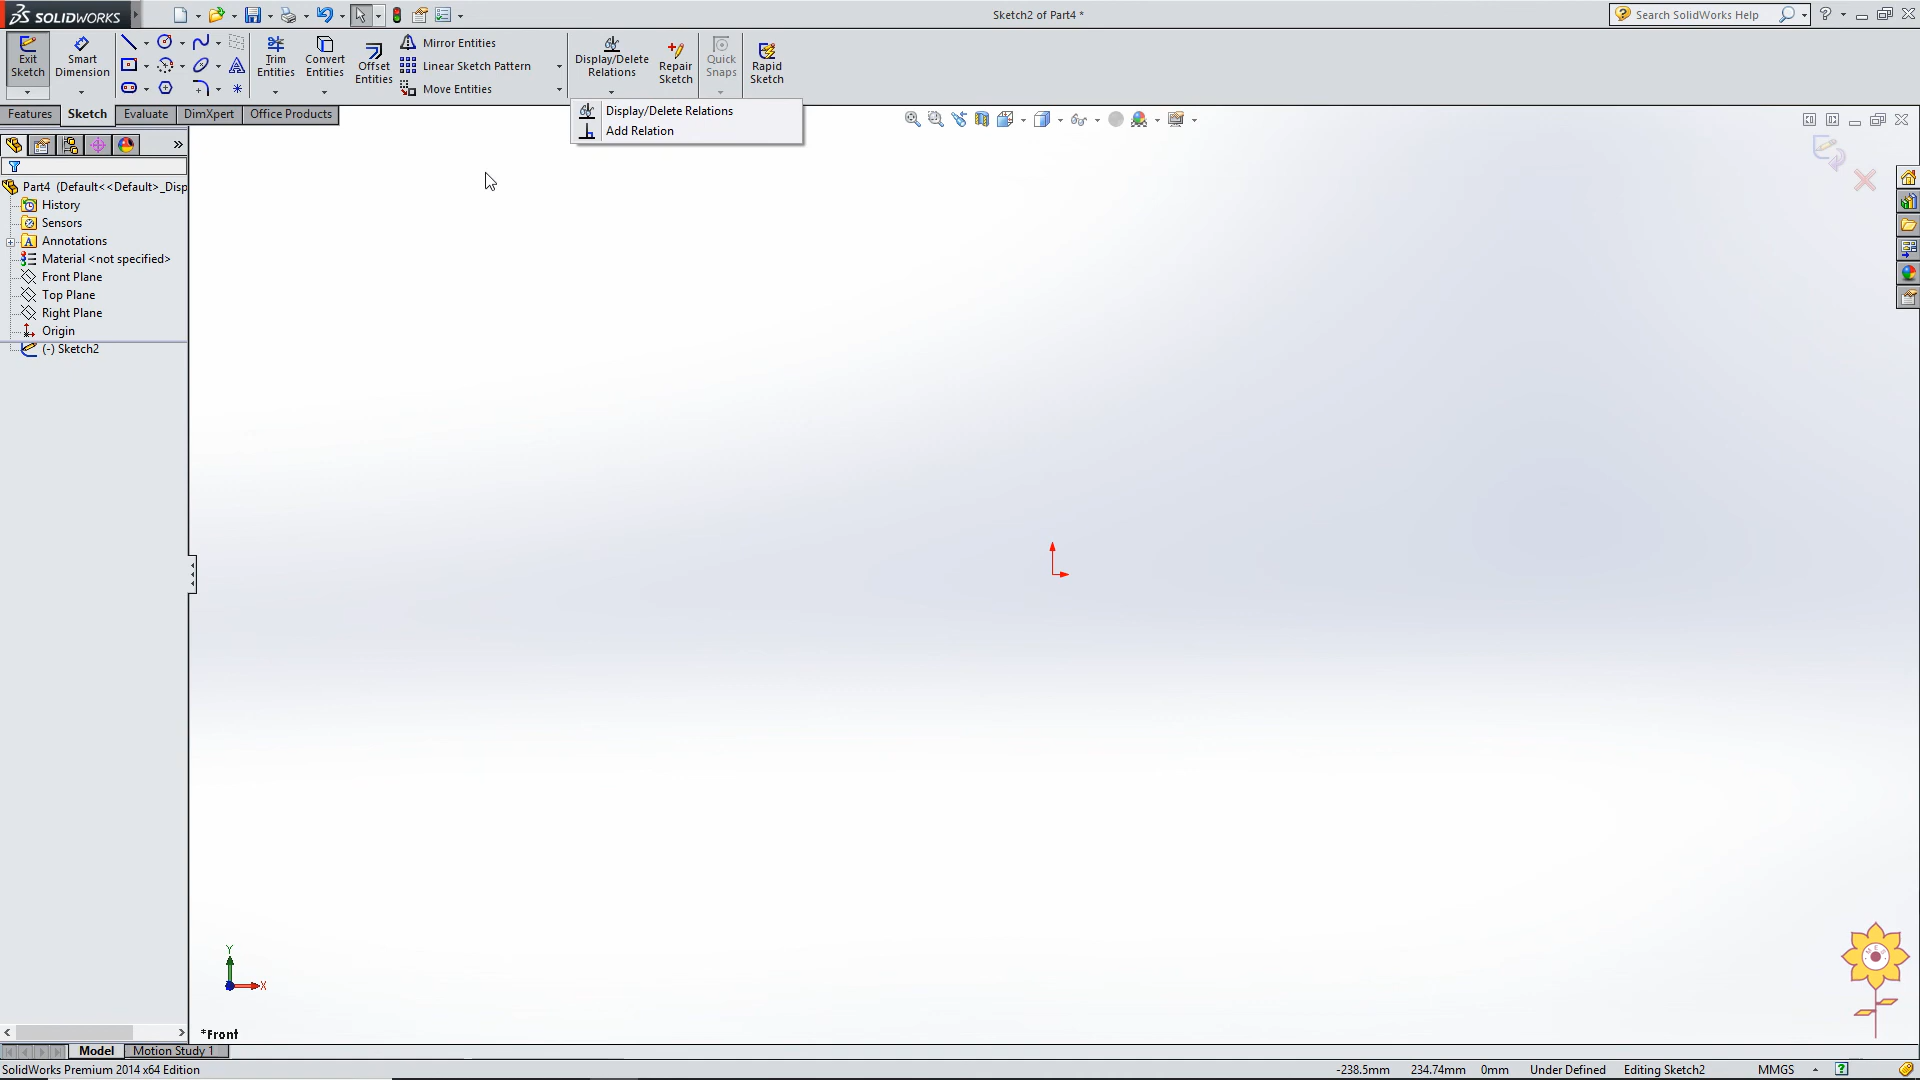 SOLIDWORKS
Sketch2 of Part4 *
Search SolidWorks Help
Exit Sketch
Smart Dimension
Trim Entities
Convert Entities
Offset Entities
Mirror Entities
Linear Sketch Pattern
Move Entities
Display/Delete Relations
Repair Sketch
Quick Snaps
Rapid Sketch
Display/Delete Relations
Add Relation
Features
Sketch
Evaluate
DimXpert
Office Products
Part4 (Default<<Default>_Disp
History
Sensors
Annotations
Material <not specified>
Front Plane
Top Plane
Right Plane
Origin
(-) Sketch2
Y
X
*Front
Model
Motion Study 1
SolidWorks Premium 2014 x64 Edition
-238.5mm
234.74mm
0mm
Under Defined
Editing Sketch2
MMGS